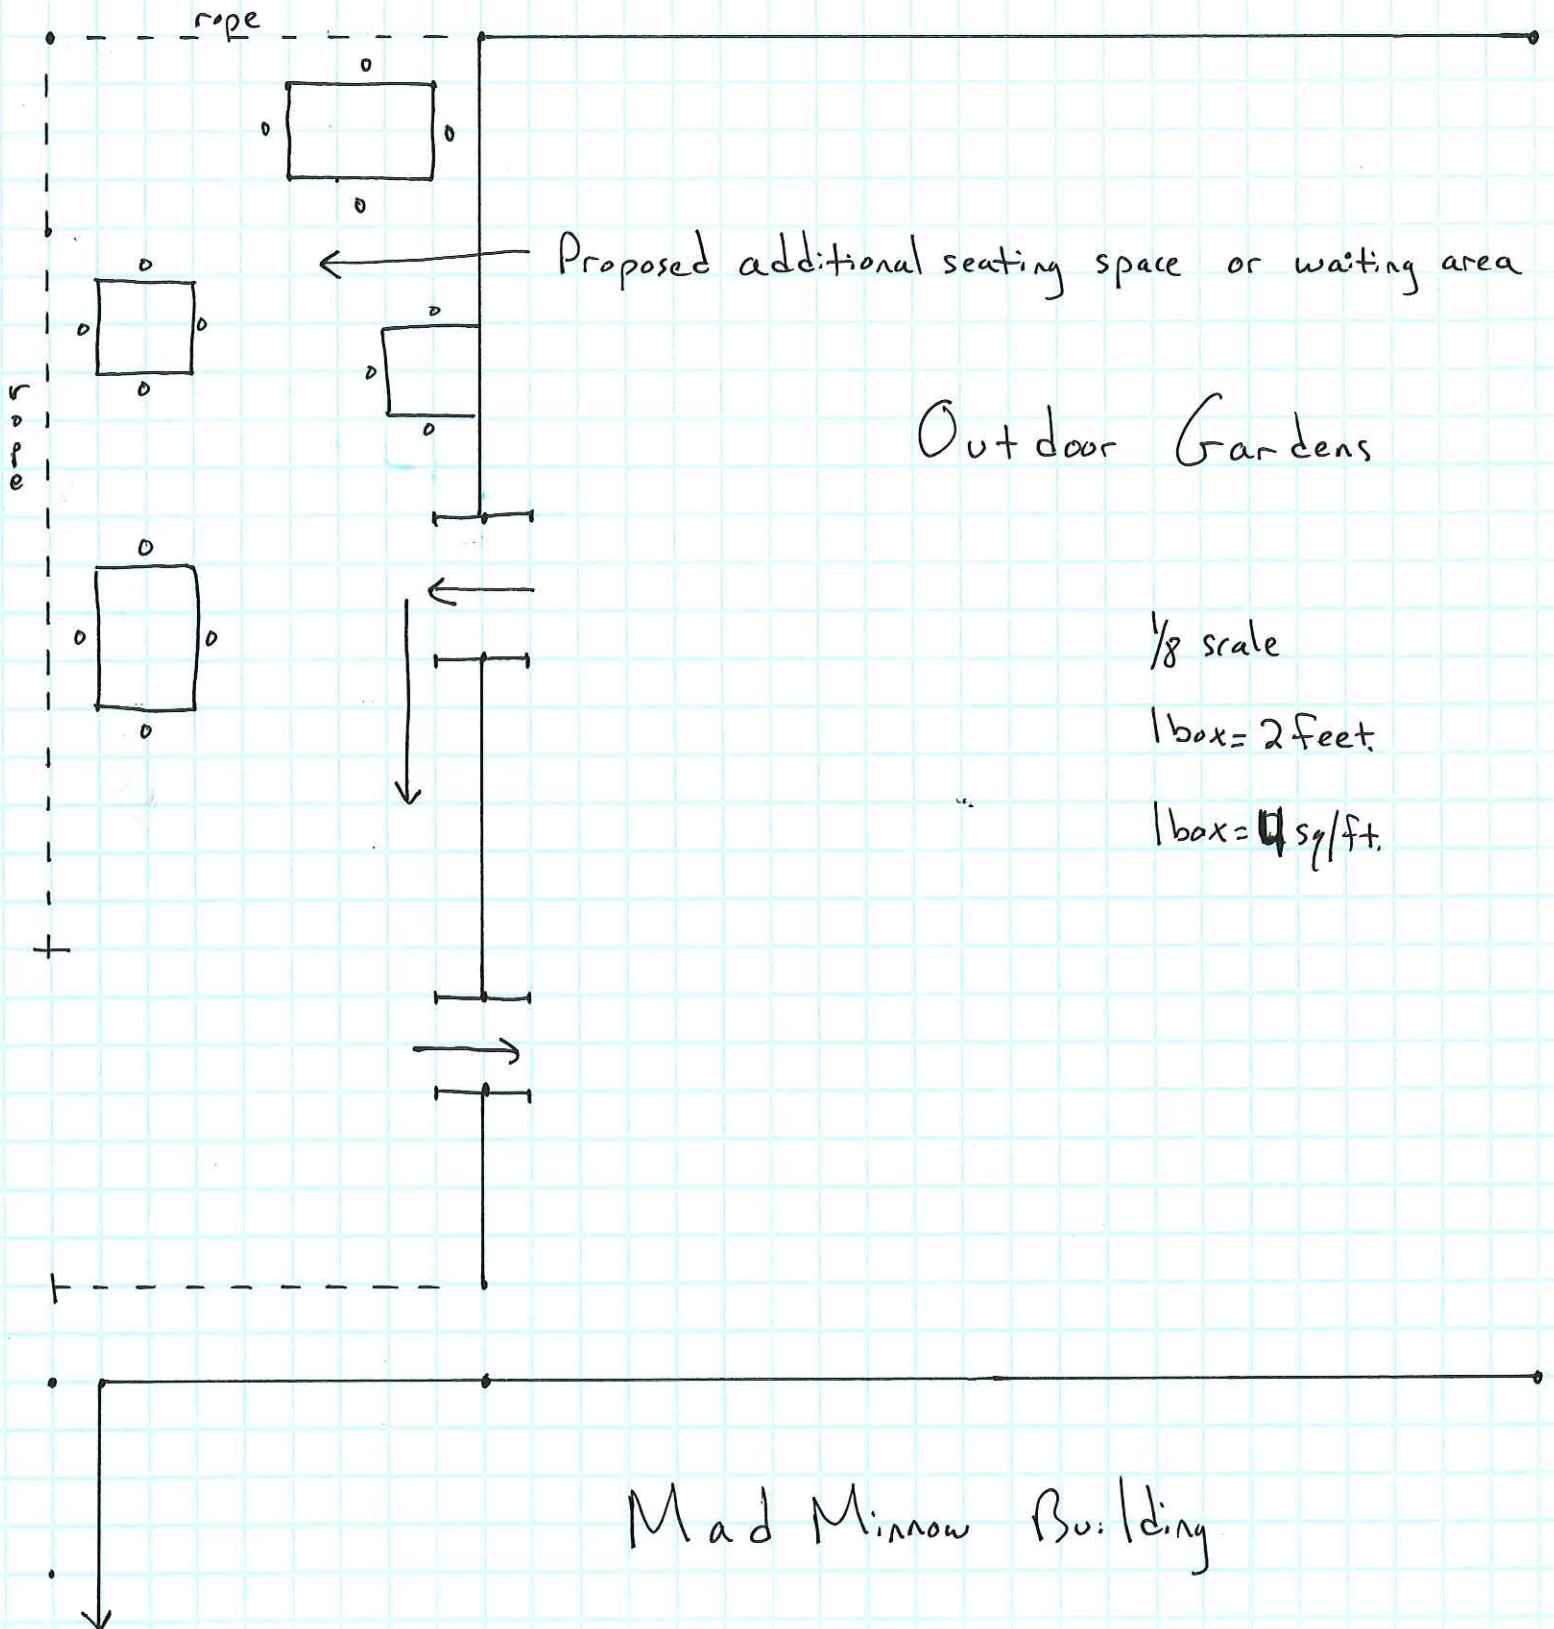 rope
Proposed additional seating space or waiting area
rope
Outdoor Gardens
1/8 scale
1 box = 2 feet.
1 box = 4 sq/ft.
Mad Minnow Building